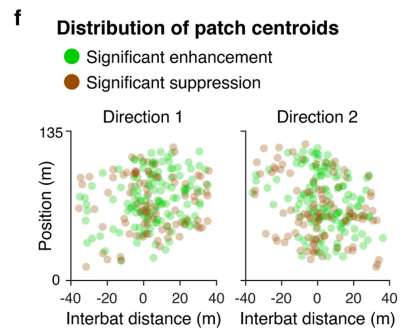 f
Distribution of patch centroids
Significant enhancement
Significant suppression
Direction 1
Direction 2
135
Position (m)
0
-40 -20 0 20 40
-40 -20 0 20 40
Interbat distance (m)
Interbat distance (m)